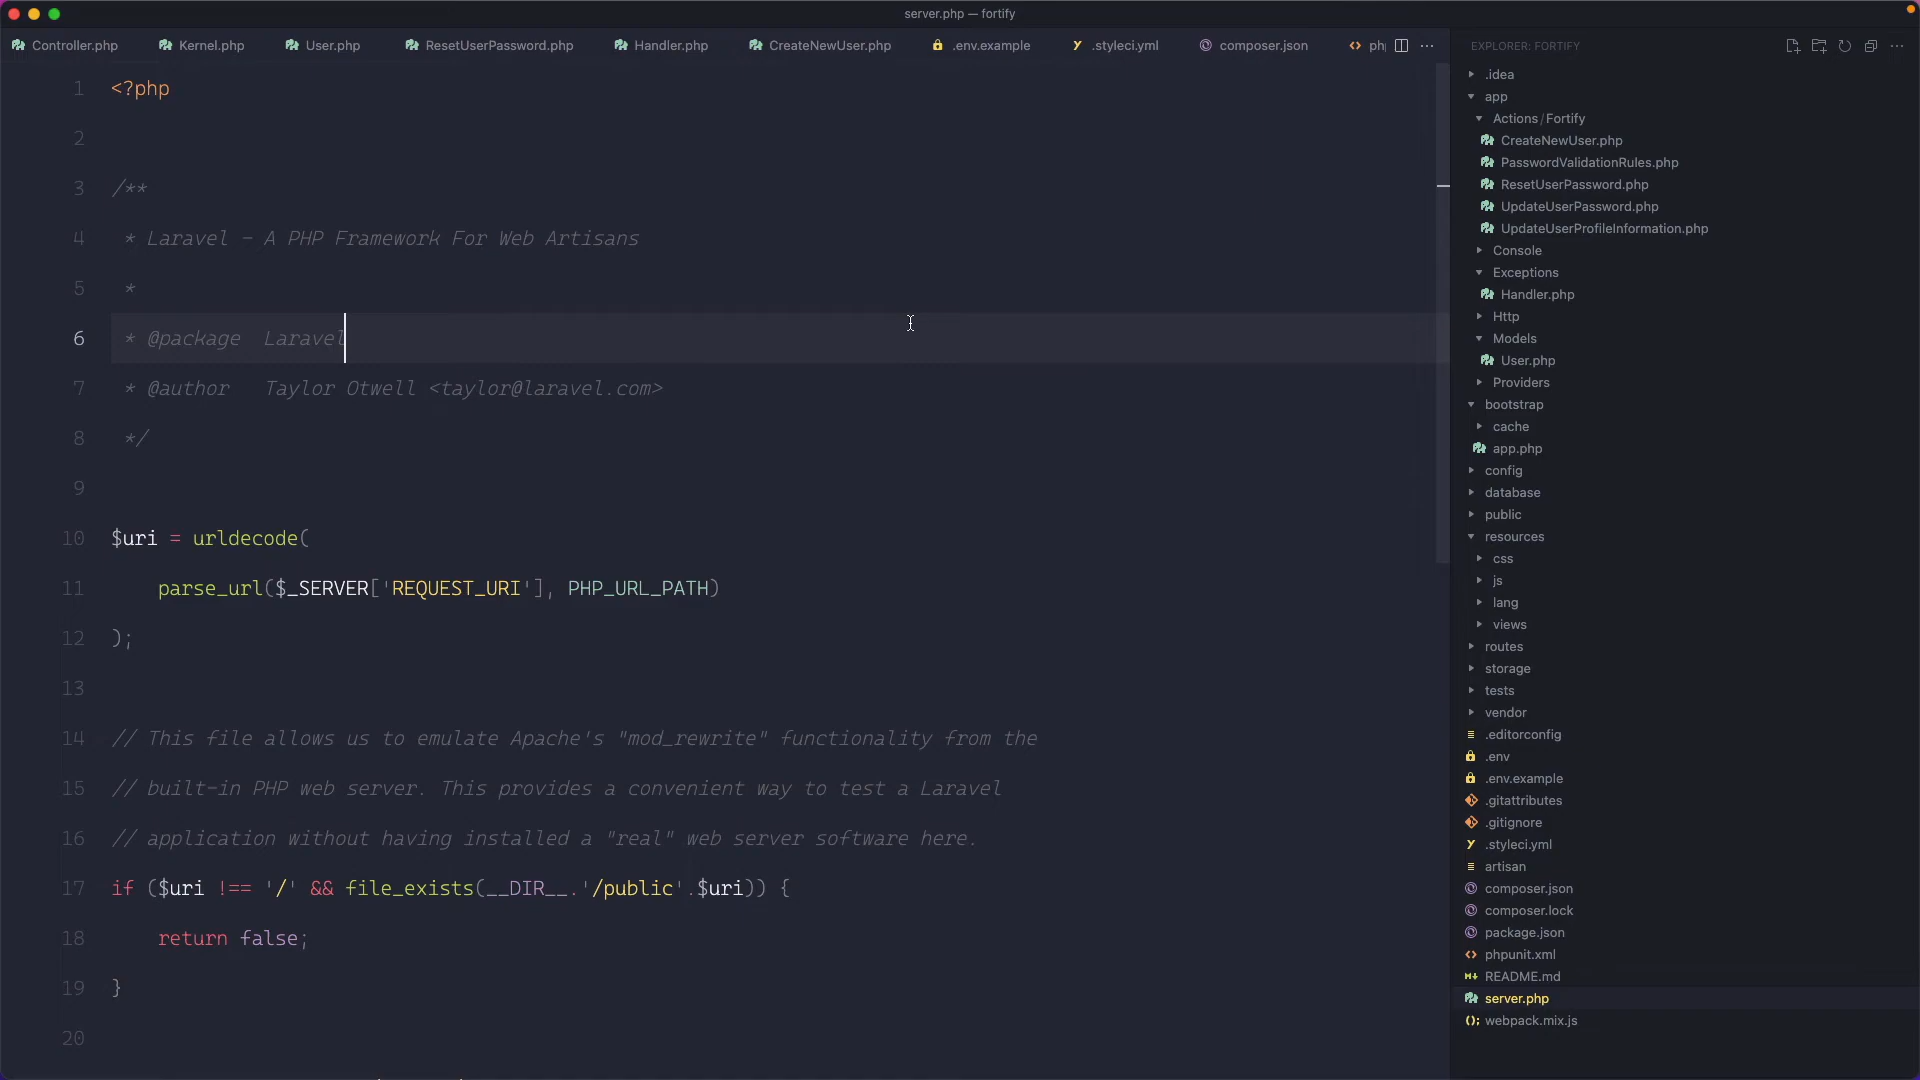 server.php — fortify
Controller.php Kernel.php User.php ResetUserPassword.php Handler.php CreateNewUser.php .env.example .styleci.yml composer.json
1 <?php
2
3 /**
4 * Laravel - A PHP Framework For Web Artisans
5 *
6 * @package Laravel
7 * @author Taylor Otwell <taylor@laravel.com>
8 */
9
10 $uri = urldecode(
11 parse_url($_SERVER['REQUEST_URI'], PHP_URL_PATH)
12 );
13
14 // This file allows us to emulate Apache's "mod_rewrite" functionality from the
15 // built-in PHP web server. This provides a convenient way to test a Laravel
16 // application without having installed a "real" web server software here.
17 if ($uri !== '/' && file_exists(__DIR__.'/public'.$uri)) {
18 return false;
19 }
20
EXPLORER: FORTIFY
.idea
app
Actions / Fortify
CreateNewUser.php
PasswordValidationRules.php
ResetUserPassword.php
UpdateUserPassword.php
UpdateUserProfileInformation.php
Console
Exceptions
Handler.php
Http
Models
User.php
Providers
bootstrap
cache
app.php
config
database
public
resources
css
js
lang
views
routes
storage
tests
vendor
.editorconfig
.env
.env.example
.gitattributes
.gitignore
.styleci.yml
artisan
composer.json
composer.lock
package.json
phpunit.xml
README.md
server.php
webpack.mix.js